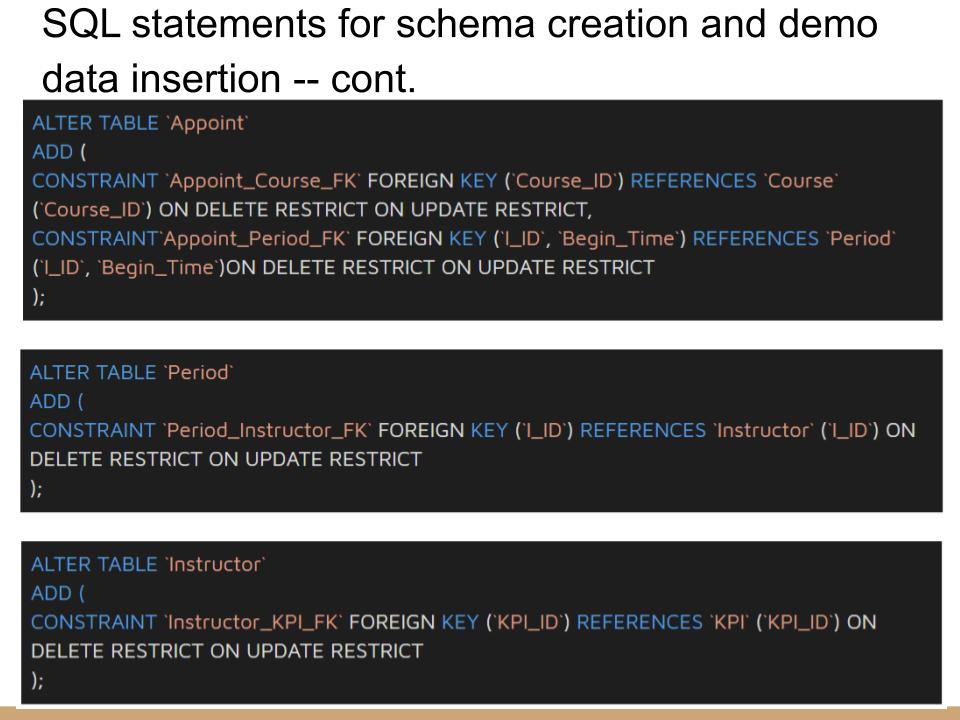 SQL statements for schema creation and demo
data insertion -- cont.
ALTER TABLE `Appoint`
ADD (
CONSTRAINT `Appoint_Course_FK` FOREIGN KEY (`Course_ID`) REFERENCES `Course`
(`Course_ID`) ON DELETE RESTRICT ON UPDATE RESTRICT,
CONSTRAINT`Appoint_Period_FK` FOREIGN KEY (`I_ID`, `Begin_Time`) REFERENCES `Period`
(`I_ID`, `Begin_Time`)ON DELETE RESTRICT ON UPDATE RESTRICT
);
ALTER TABLE `Period`
ADD (
CONSTRAINT `Period_Instructor_FK` FOREIGN KEY (`I_ID`) REFERENCES `Instructor` (`I_ID`) ON
DELETE RESTRICT ON UPDATE RESTRICT
);
ALTER TABLE `Instructor`
ADD (
CONSTRAINT `Instructor_KPI_FK` FOREIGN KEY (`KPI_ID`) REFERENCES `KPI` (`KPI_ID`) ON
DELETE RESTRICT ON UPDATE RESTRICT
);